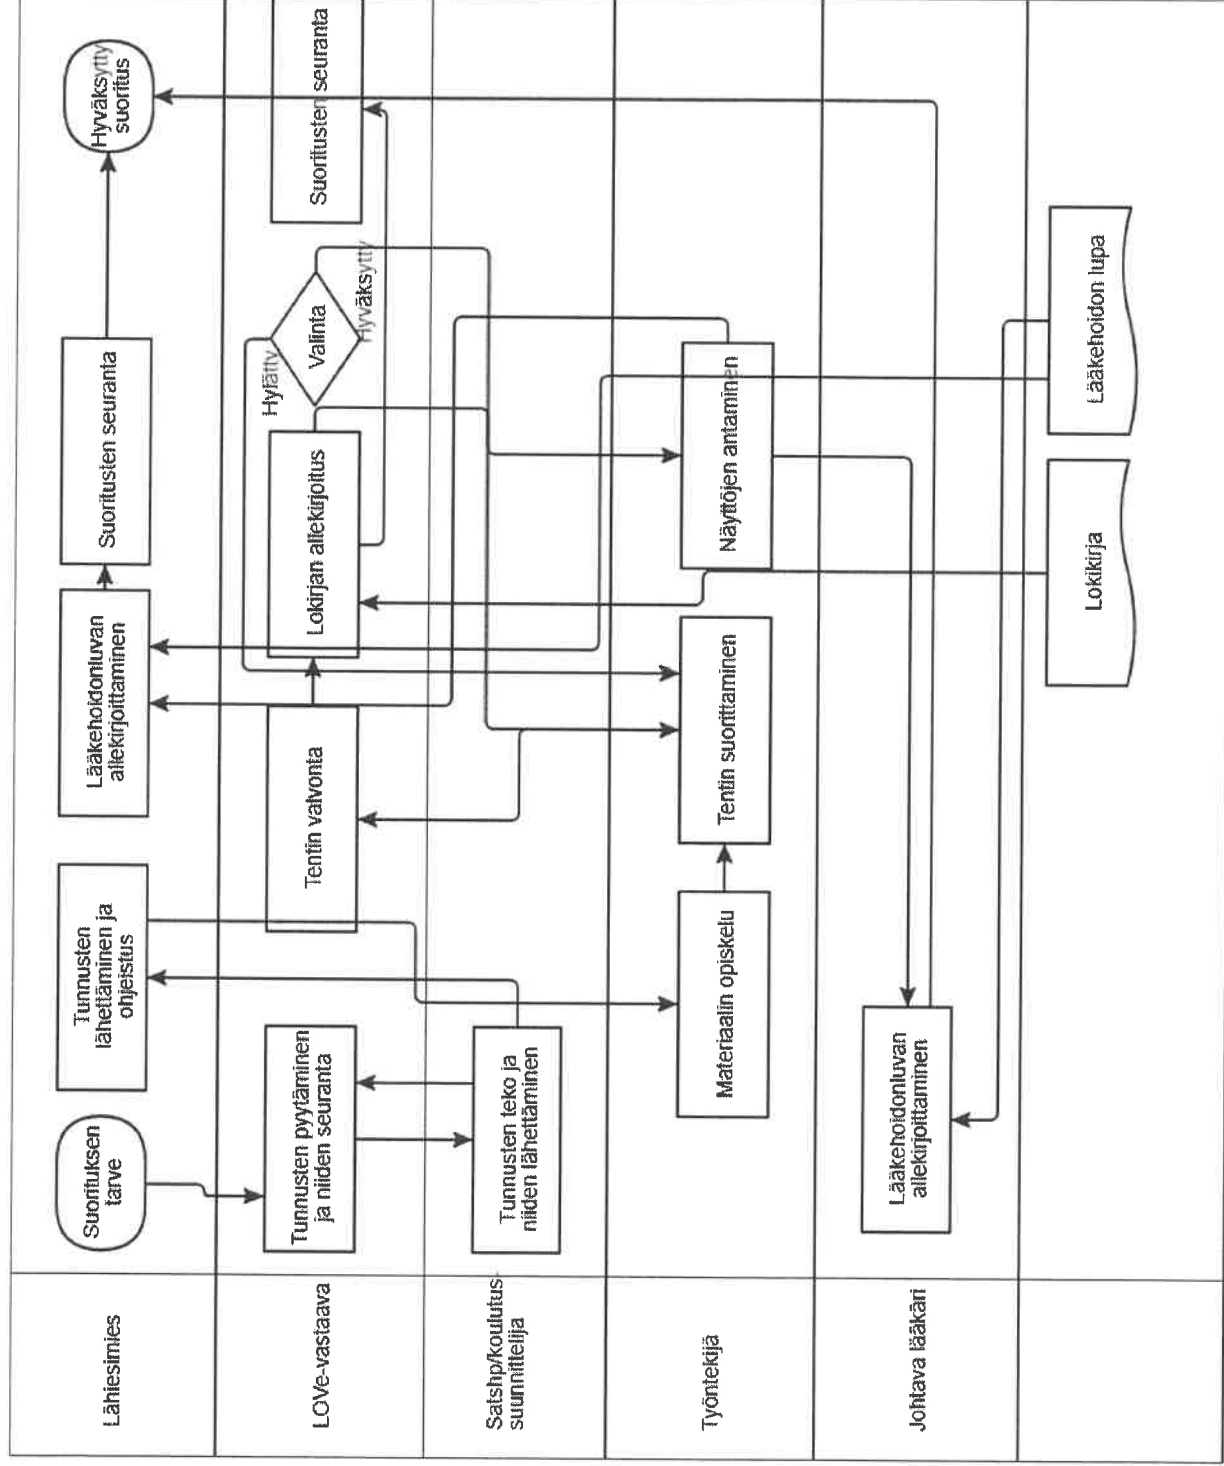 Lähiesimies
Suorituksen
tarve
Tunnusten
lähettäminen ja
ohjeistus
Lääkehoidonluvan
allekirjoittaminen
Suoritusten seuranta
Hyväksytty
suoritus
LOVe-vastaava
Tunnusten pyytäminen
ja niiden seuranta
Tentin valvonta
Lokirjan allekirjoitus
Hylätty
Valinta
Hyväksytty
Suoritusten seuranta
Satshp/koulutus-
suunnittelija
Tunnusten teko ja
niiden lähettäminen
Työntekijä
Materiaalin opiskelu
Tentin suorittaminen
Näyttöjen antaminen
Johtava lääkäri
Lääkehoidonluvan
allekirjoittaminen
Lokikirja
Lääkehoidon lupa